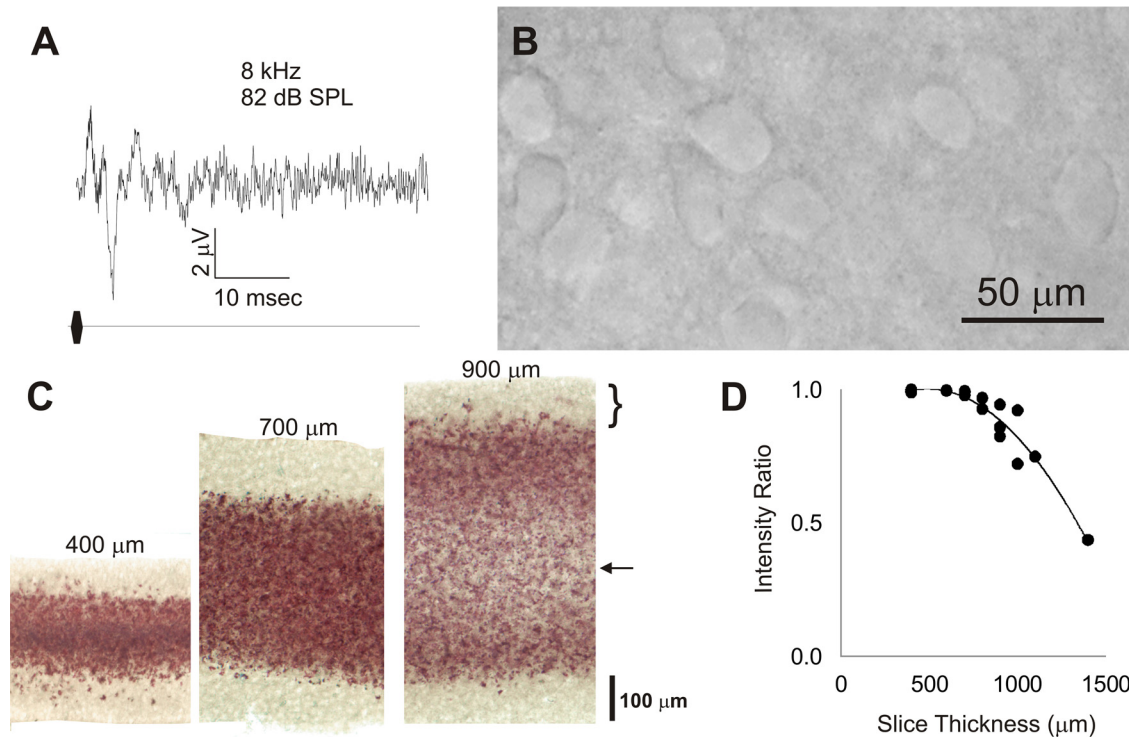 A
8 kHz
82 dB SPL
2 μV
10 msec
B
50 μm
C
400 μm
700 μm
900 μm
}
100 μm
D
Intensity Ratio
1.0
0.5
0.0
0
500
1000
1500
Slice Thickness (μm)